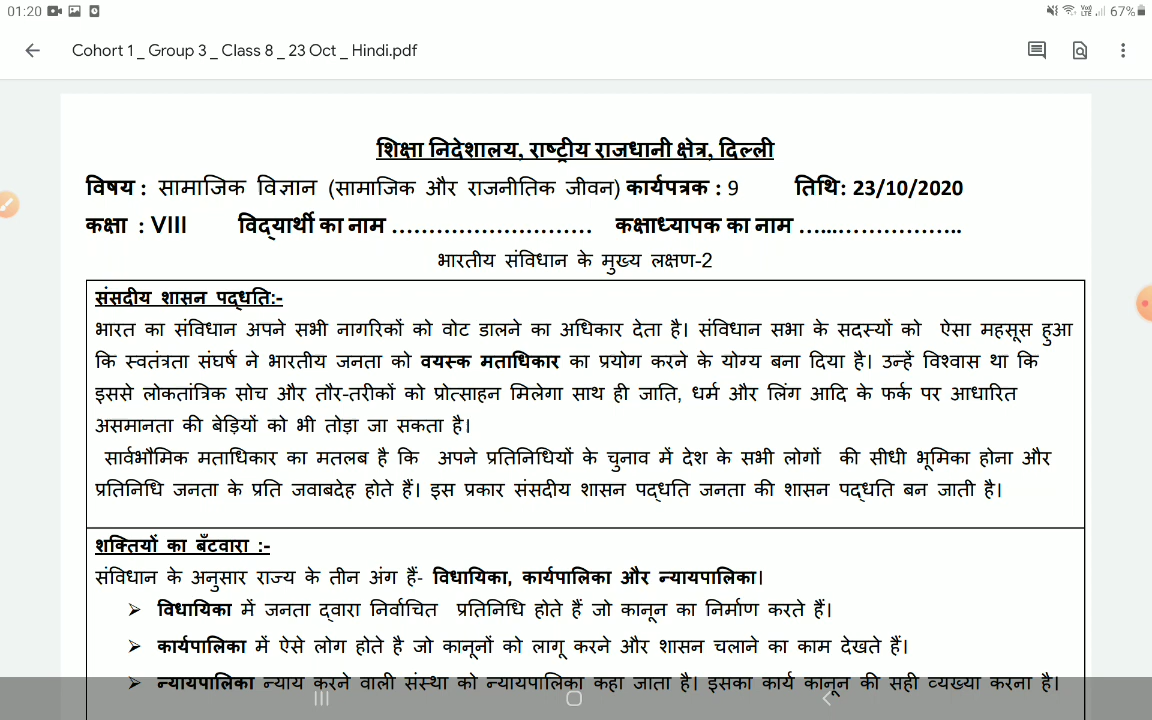 01:20
67%
Cohort 1 _ Group 3 _ Class 8 _ 23 Oct _ Hindi.pdf
शिक्षा निदेशालय, राष्ट्रीय राजधानी क्षेत्र, दिल्ली
विषय : सामाजिक विज्ञान (सामाजिक और राजनीतिक जीवन) कार्यपत्रक : 9 तिथि: 23/10/2020
कक्षा : VIII विद्यार्थी का नाम ........................... कक्षाध्यापक का नाम ......................
भारतीय संविधान के मुख्य लक्षण-2
संसदीय शासन पद्धति:-
भारत का संविधान अपने सभी नागरिकों को वोट डालने का अधिकार देता है। संविधान सभा के सदस्यों को ऐसा महसूस हुआ
कि स्वतंत्रता संघर्ष ने भारतीय जनता को वयस्क मताधिकार का प्रयोग करने के योग्य बना दिया है। उन्हें विश्वास था कि
इससे लोकतांत्रिक सोच और तौर-तरीकों को प्रोत्साहन मिलेगा साथ ही जाति, धर्म और लिंग आदि के फर्क पर आधारित
असमानता की बेड़ियों को भी तोड़ा जा सकता है।
सार्वभौमिक मताधिकार का मतलब है कि अपने प्रतिनिधियों के चुनाव में देश के सभी लोगों की सीधी भूमिका होना और
प्रतिनिधि जनता के प्रति जवाबदेह होते हैं। इस प्रकार संसदीय शासन पद्धति जनता की शासन पद्धति बन जाती है।
शक्तियों का बँटवारा :-
संविधान के अनुसार राज्य के तीन अंग हैं- विधायिका, कार्यपालिका और न्यायपालिका।
➢ विधायिका में जनता द्वारा निर्वाचित प्रतिनिधि होते हैं जो कानून का निर्माण करते हैं।
➢ कार्यपालिका में ऐसे लोग होते है जो कानूनों को लागू करने और शासन चलाने का काम देखते हैं।
➢ न्यायपालिका न्याय करने वाली संस्था को न्यायपालिका कहा जाता है। इसका कार्य कानून की सही व्यख्या करना है।